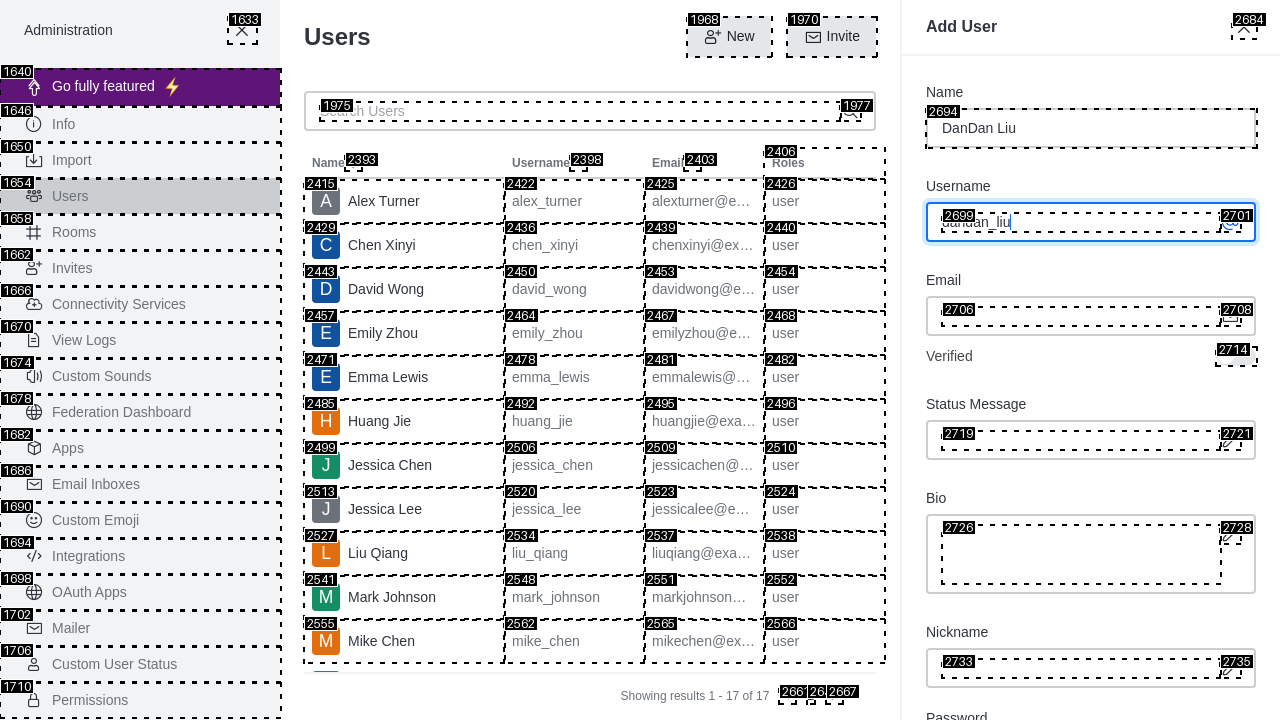 Administration
1633
1640
Go fully featured
1646
Info
1650
Import
1654
Users
1658
Rooms
1662
Invites
1666
Connectivity Services
1670
View Logs
1674
Custom Sounds
1678
Federation Dashboard
1682
Apps
1686
Email Inboxes
1690
Custom Emoji
1694
Integrations
1698
OAuth Apps
1702
Mailer
1706
Custom User Status
1710
Permissions
Users
1968
New
1970
Invite
1975
Search Users
1977
Name 2393 Username 2398 Email 2403 2406 Roles
2415 2422 2425 2426
A Alex Turner alex_turner alexturner@e… user
2429 2436 2439 2440
C Chen Xinyi chen_xinyi chenxinyi@ex… user
2443 2450 2453 2454
D David Wong david_wong davidwong@e… user
2457 2464 2467 2468
E Emily Zhou emily_zhou emilyzhou@e… user
2471 2478 2481 2482
E Emma Lewis emma_lewis emmalewis@… user
2485 2492 2495 2496
H Huang Jie huang_jie huangjie@exa… user
2499 2506 2509 2510
J Jessica Chen jessica_chen jessicachen@… user
2513 2520 2523 2524
J Jessica Lee jessica_lee jessicalee@e… user
2527 2534 2537 2538
L Liu Qiang liu_qiang liuqiang@exa… user
2541 2548 2551 2552
M Mark Johnson mark_johnson markjohnson… user
2555 2562 2565 2566
M Mike Chen mike_chen mikechen@ex… user
Showing results 1 - 17 of 17
2667
Add User
2684
Name
2694
DanDan Liu
Username
2699 2701
dandan_liu
Email
2706 2708
Verified
2714
Status Message
2719 2721
Bio
2726 2728
Nickname
2733 2735
Password